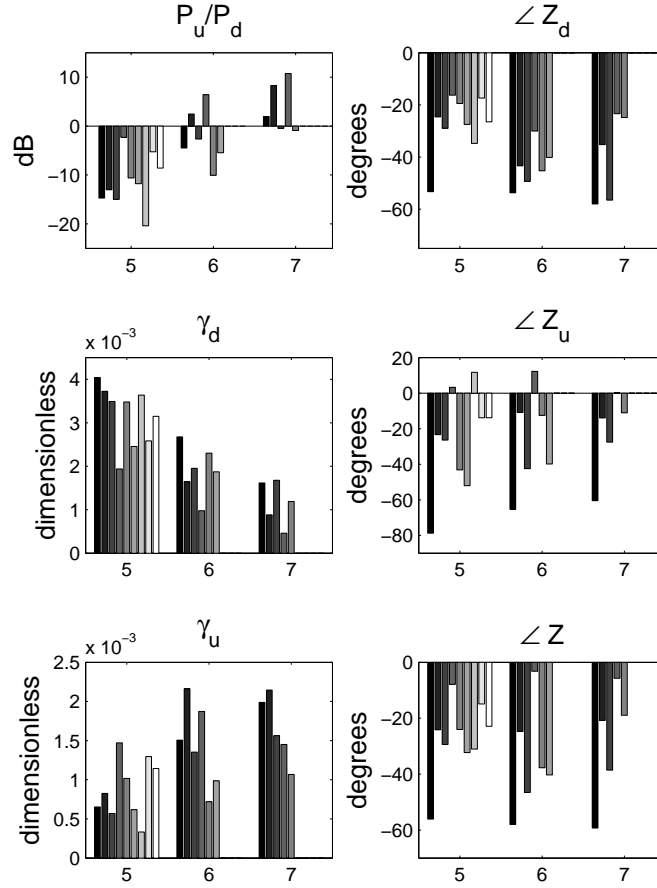 P_u/P_d
dB
10
0
−10
−20
5 6 7
∠ Z_d
degrees
0
−20
−40
−60
5 6 7
γ_d
x 10^−3
dimensionless
4
3
2
1
0
5 6 7
∠ Z_u
degrees
20
0
−20
−40
−60
−80
5 6 7
γ_u
x 10^−3
dimensionless
2.5
2
1.5
1
0.5
0
5 6 7
∠ Z
degrees
0
−20
−40
−60
5 6 7